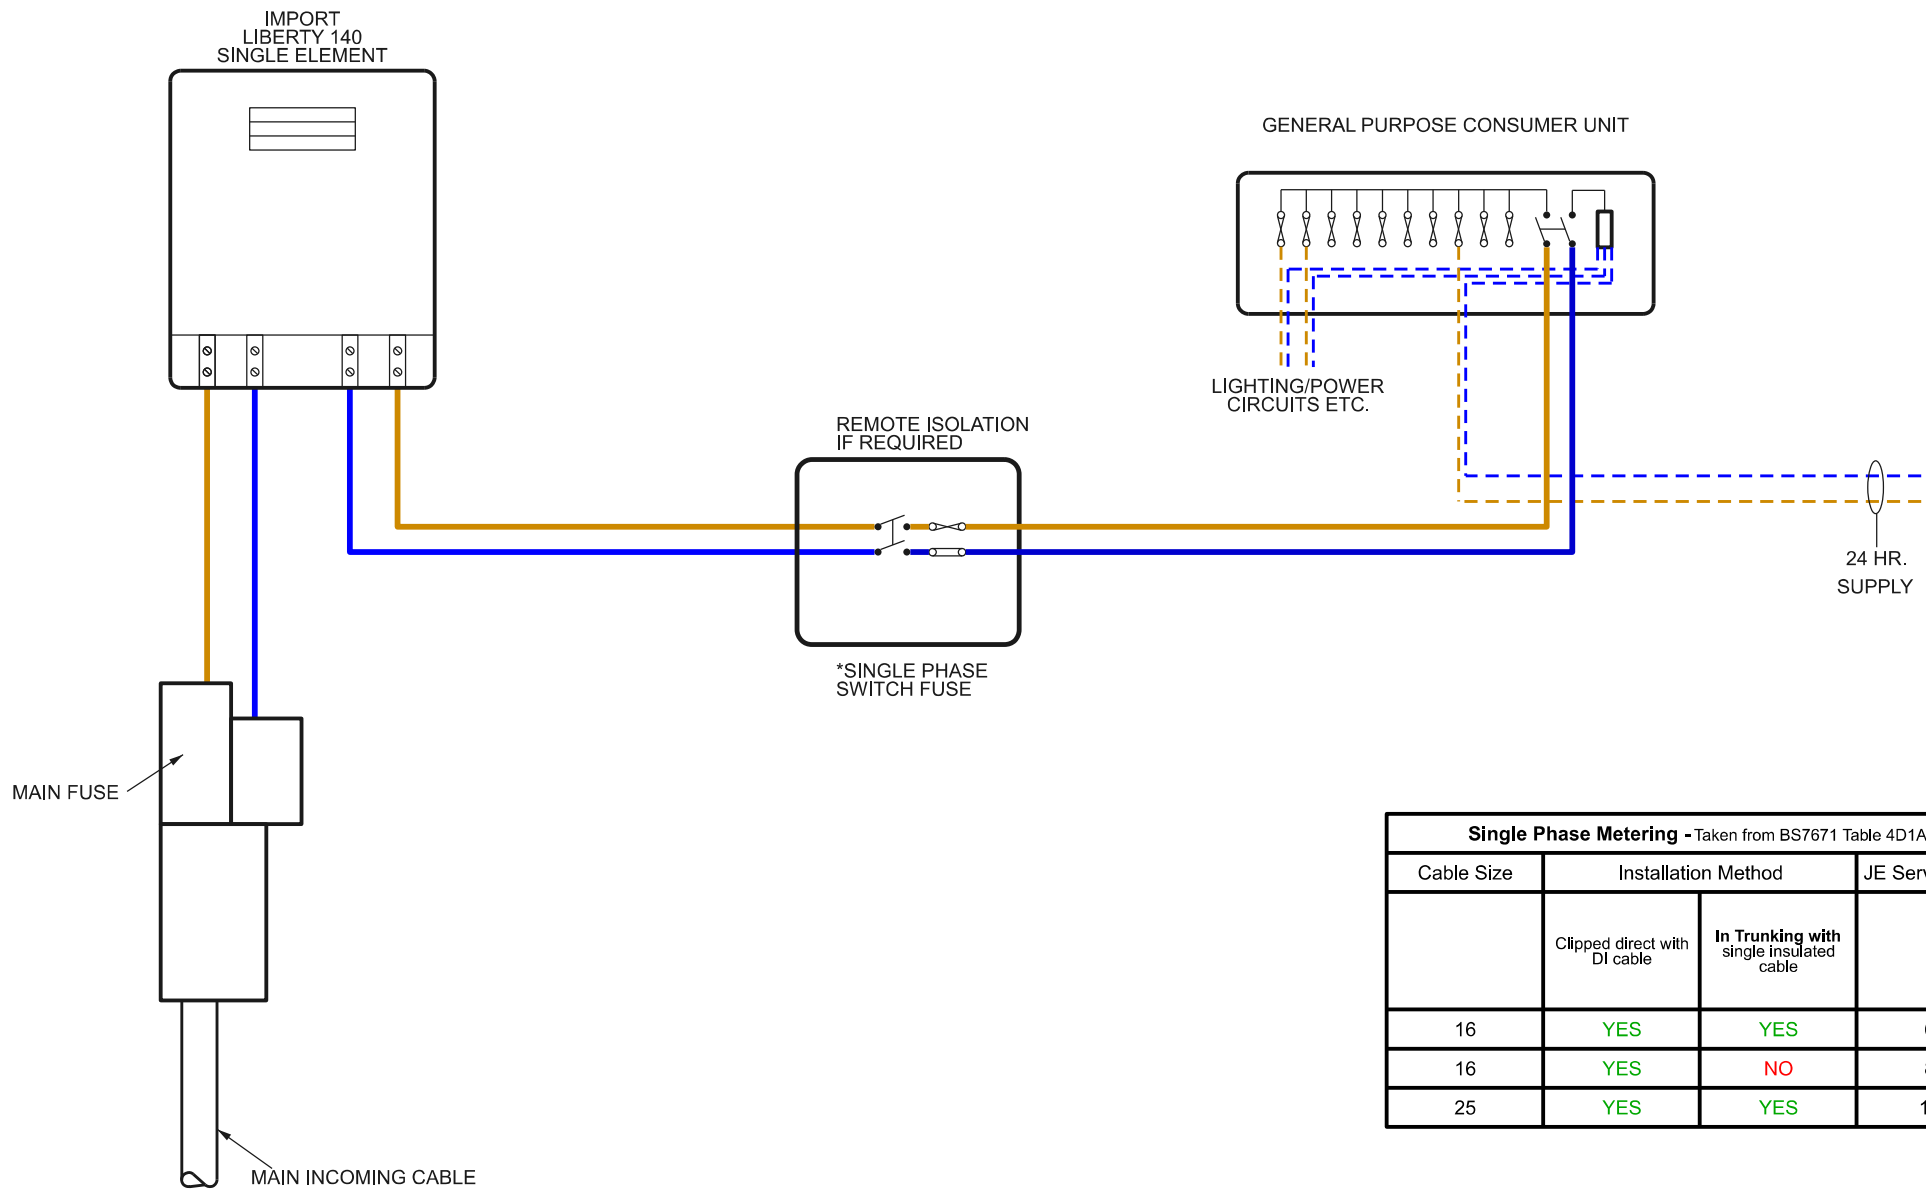 IMPORT
LIBERTY 140
SINGLE ELEMENT
GENERAL PURPOSE CONSUMER UNIT
LIGHTING/POWER
CIRCUITS ETC.
REMOTE ISOLATION
IF REQUIRED
24 HR.
SUPPLY
*SINGLE PHASE
SWITCH FUSE
MAIN FUSE
MAIN INCOMING CABLE
Single Phase Metering - Taken from BS7671 Table 4D1A
Cable Size Installation Method JE Serv
Clipped direct with
DI cable
In Trunking with
single insulated
cable
16 YES YES
16 YES NO
25 YES YES 1